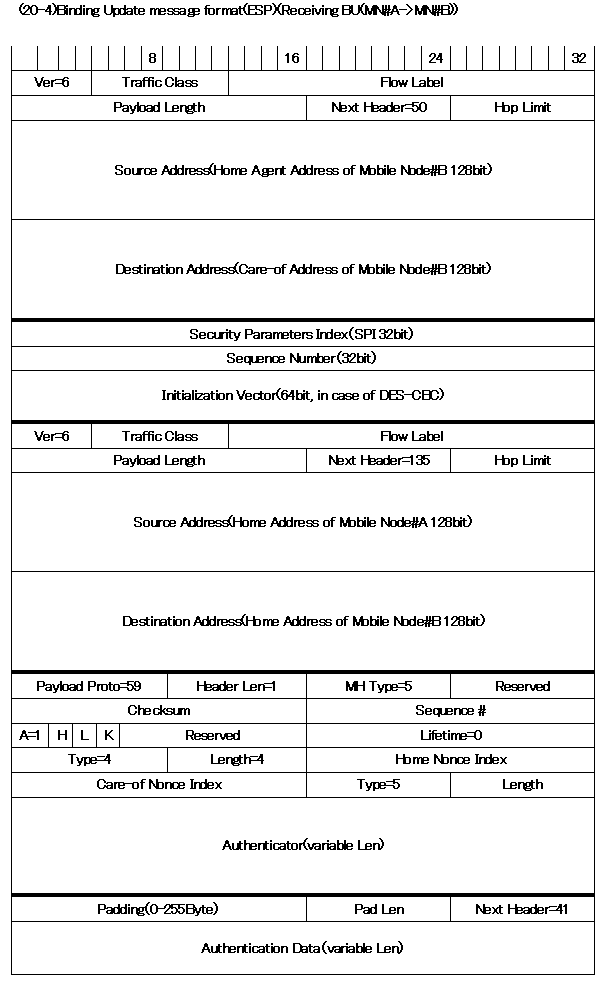 (20-4)Binding Update message format(ESP)(Receiving BU(MN#A->MN#B))
8 16 24 32
Ver=6 Traffic Class Flow Label
Payload Length Next Header=50 Hop Limit
Source Address(Home Agent Address of Mobile Node#B 128bit)
Destination Address(Care-of Address of Mobile Node#B 128bit)
Security Parameters Index(SPI 32bit)
Sequence Number(32bit)
Initialization Vector(64bit, in case of DES-CBC)
Ver=6 Traffic Class Flow Label
Payload Length Next Header=135 Hop Limit
Source Address(Home Address of Mobile Node#A 128bit)
Destination Address(Home Address of Mobile Node#B 128bit)
Payload Proto=59 Header Len=1 MH Type=5 Reserved
Checksum Sequence #
A=1 H L K Reserved Lifetime=0
Type=4 Length=4 Home Nonce Index
Care-of Nonce Index Type=5 Length
Authenticator(variable Len)
Padding(0-255Byte) Pad Len Next Header=41
Authentication Data(variable Len)